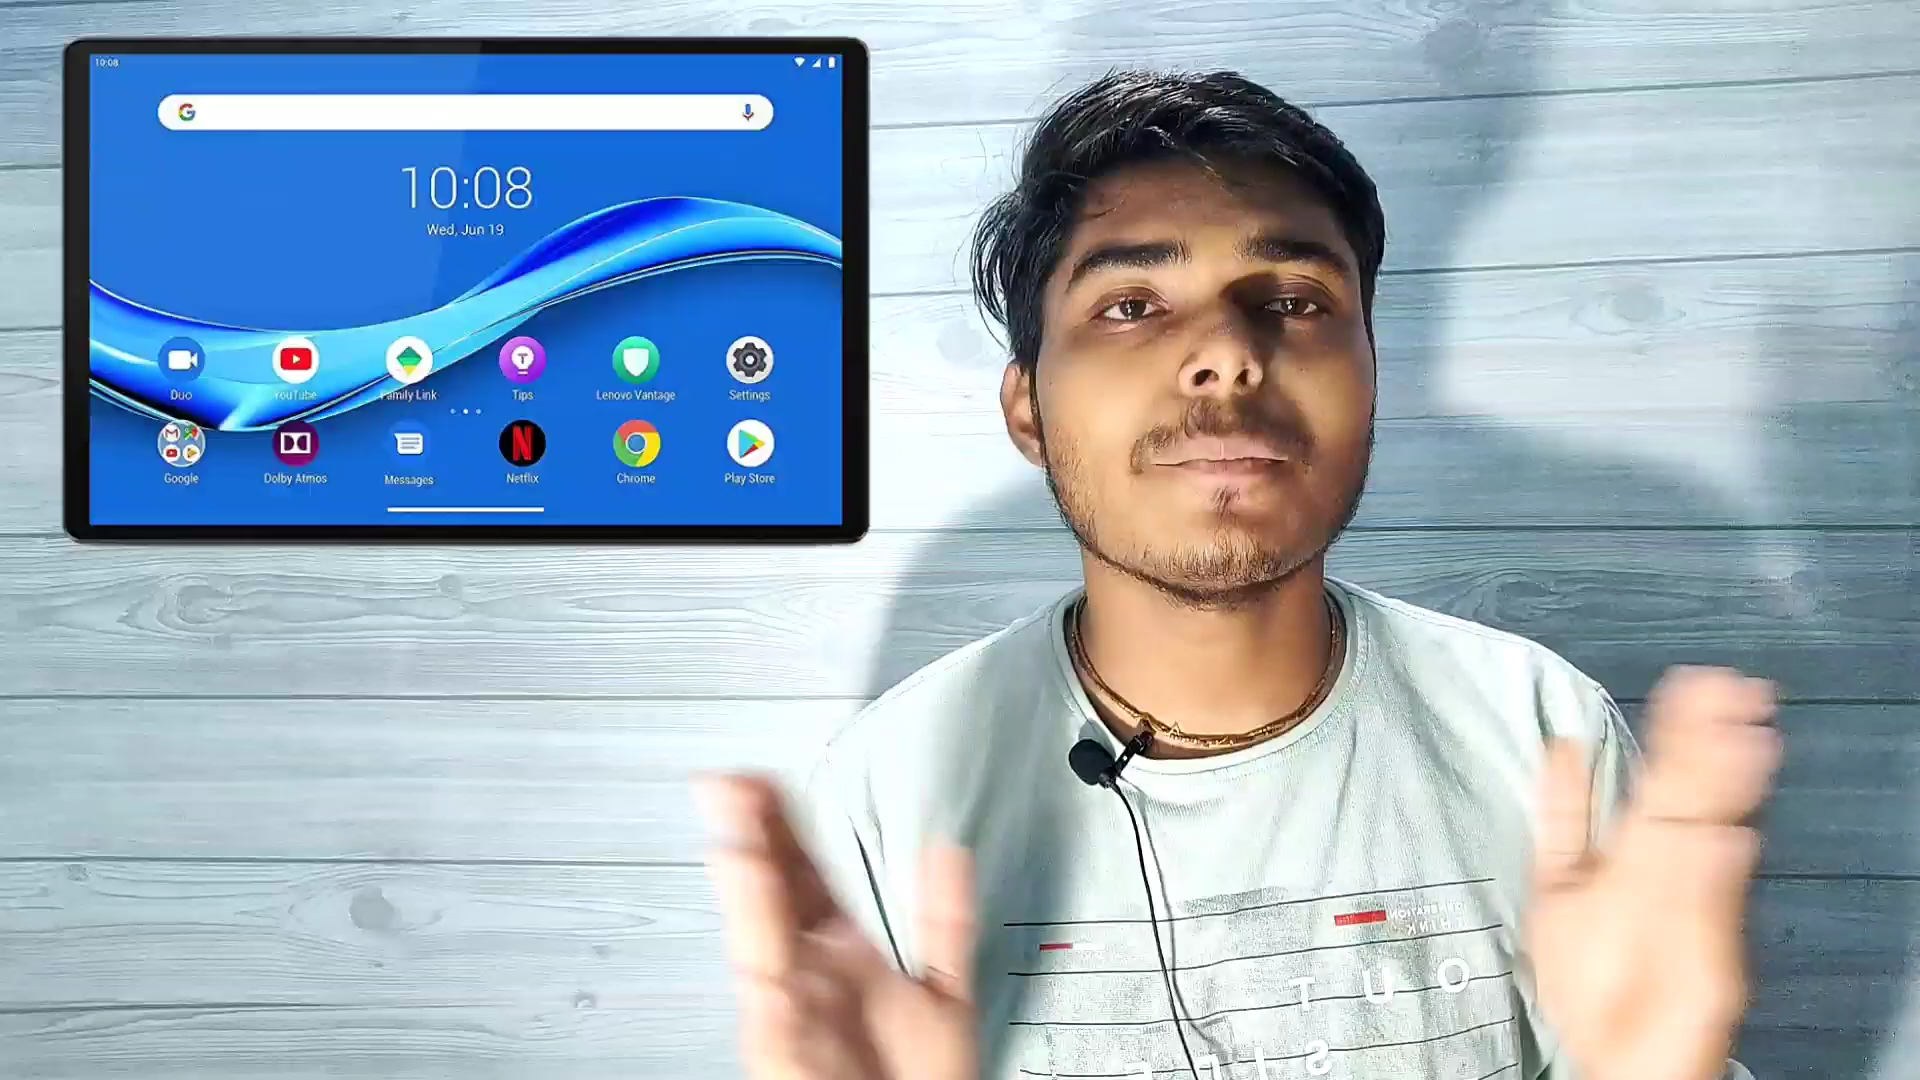 10:08
10:08
Wed, Jun 19
Duo
YouTube
Family Link
Tips
Lenovo Vantage
Settings
Google
Dolby Atmos
Messages
Netflix
Chrome
Play Store
OUT